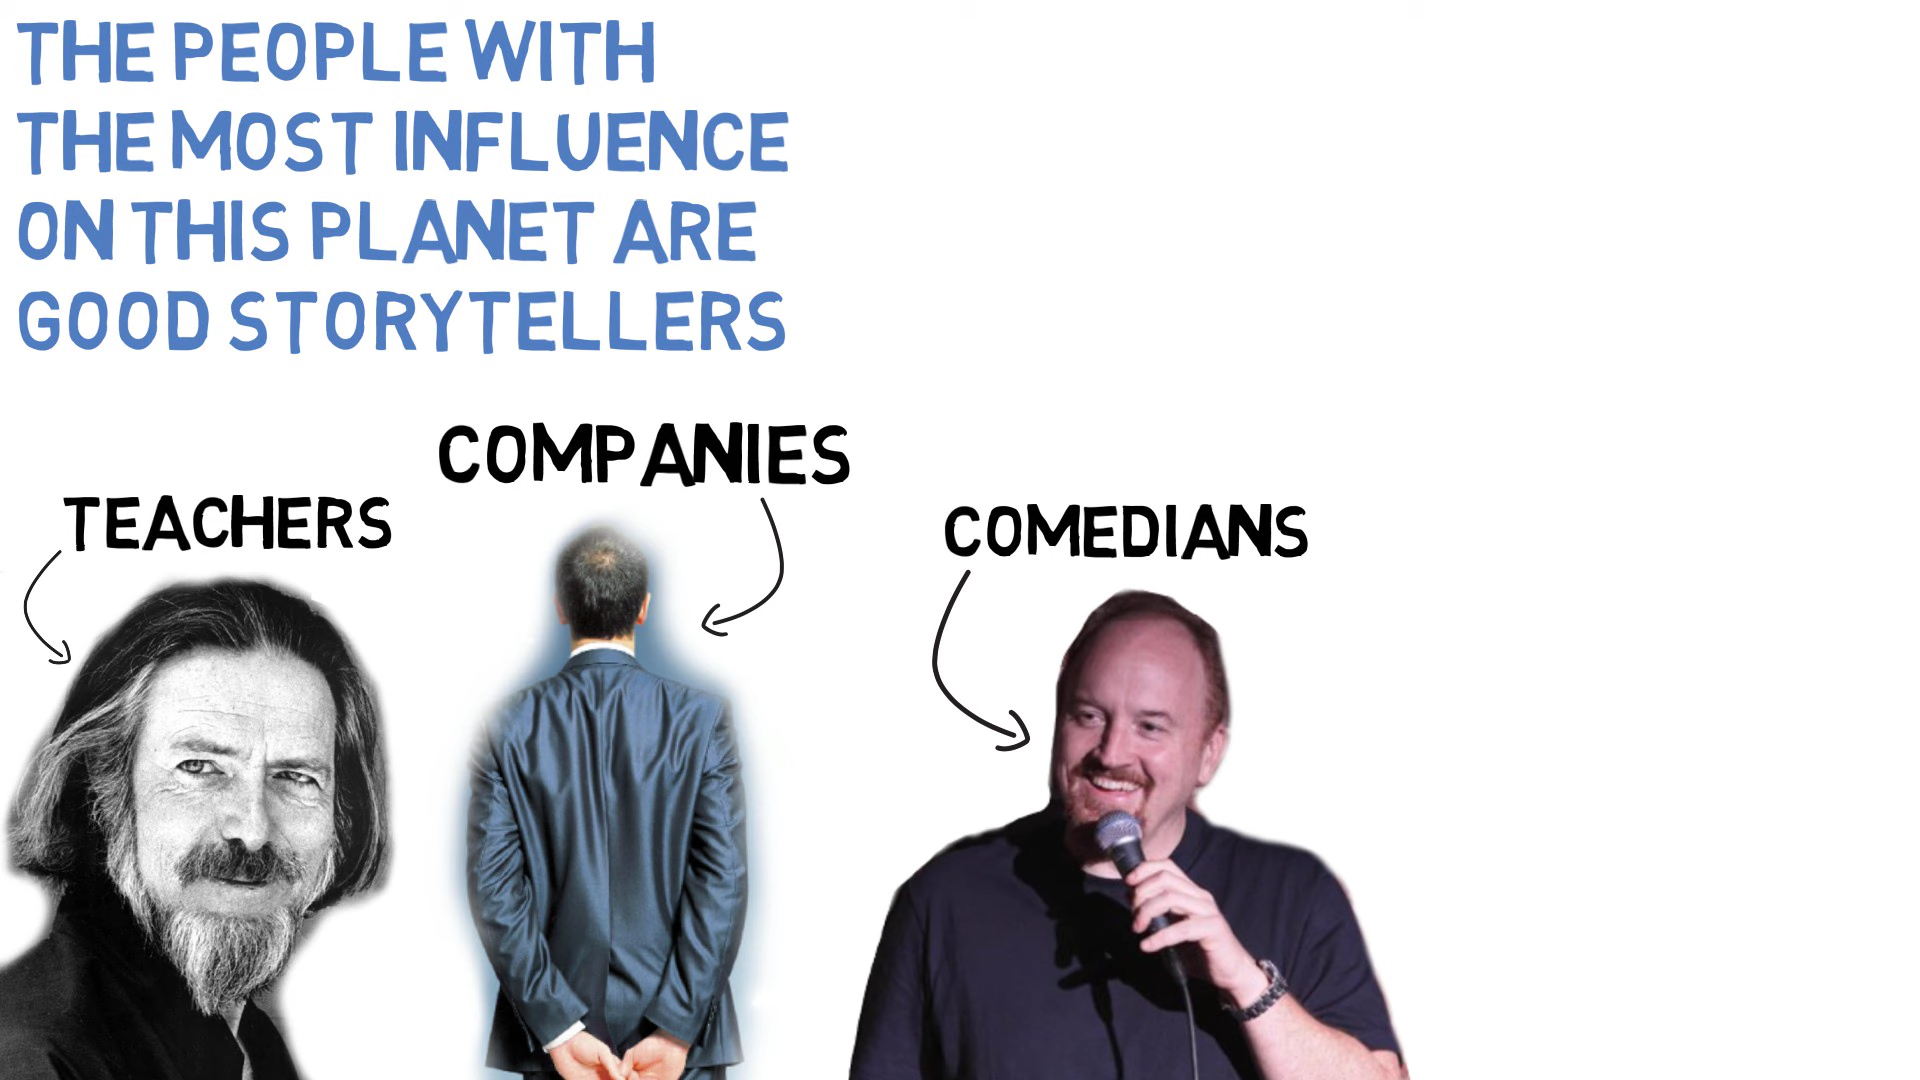 THE PEOPLE WITH
THE MOST INFLUENCE
ON THIS PLANET ARE
GOOD STORYTELLERS
COMPANIES
TEACHERS
COMEDIANS